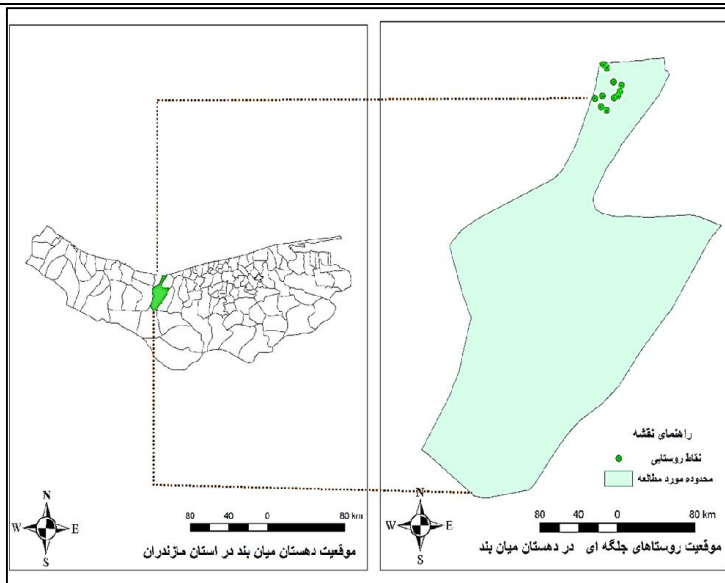 راهنمای نقشه
نقاط روستایی
محدوده مورد مطالعه
N
W E
S
80 40 0 80 km
موقعیت روستاهای جلگه ای در دهستان میان بند
N
W E
S
80 40 0 80 km
موقعیت دهستان میان بند در استان مازندران